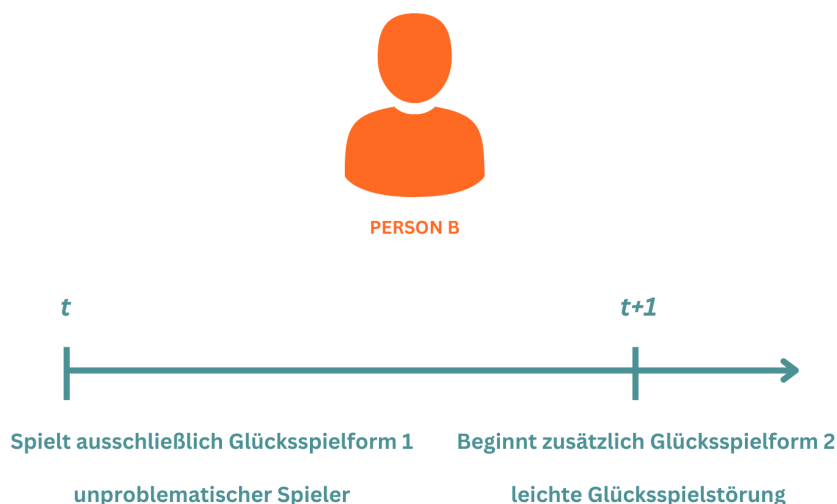 PERSON B
t
t+1
Spielt ausschließlich Glücksspielform 1
Beginnt zusätzlich Glücksspielform 2
unproblematischer Spieler
leichte Glücksspielstörung